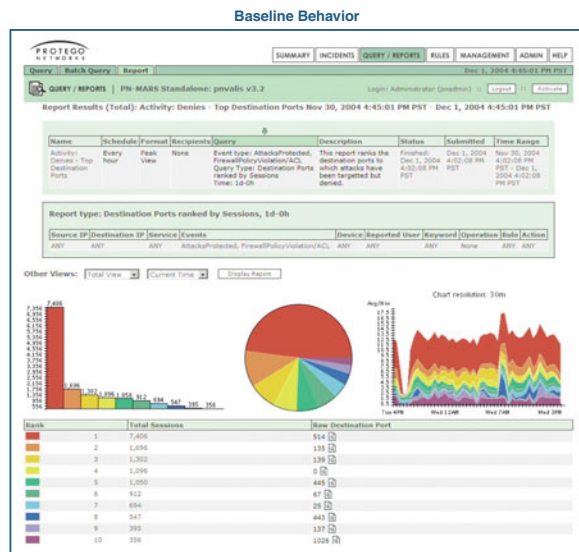 Baseline Behavior
PROTEGO
NETWORKS
SUMMARY INCIDENTS QUERY / REPORTS RULES MANAGEMENT ADMIN HELP
Query Batch Query Report Dec 1, 2004 4:45:01 PM PST
QUERY / REPORTS | PN-MARS Standalone: pnvalis v3.2 Login: Administrator (pnadmin) :: Logout :: Activate
Report Results (Total): Activity: Denies - Top Destination Ports Nov 30, 2004 4:45:01 PM PST - Dec 1, 2004 4:45:01 PM PST
Name Schedule Format Recipients Query Description Status Submitted Time Range
Activity: Every Peak None Event type: AttacksProtected, This report ranks the Finished: Dec 1, 2004 Nov 30, 2004
Denies - Top hour View FirewallPolicyViolation/ACL destination ports to Dec 1, 2004 4:02:08 PM 4:02:08
Destination Query Type: Destination Ports which attacks have 4:02:08 PM PST PM PST
Ports ranked by Sessions been targetted but PST - Dec 1, 2004
Time: 1d-0h denied. 4:02:08
PM PST
Report type: Destination Ports ranked by Sessions, 1d-0h
Source IP Destination IP Service Events Device Reported User Keyword Operation Rule Action
ANY ANY ANY AttacksProtected, FirewallPolicyViolation/ACL ANY ANY ANY None ANY ANY
Other Views: Total View Current Time Display Report
Chart resolution: 30m
Avg/Min
7,406
1,696
1,302 1,096 1,050 912 694 547 395 356
Tue 4PM Wed 12AM Wed 7AM Wed 3PM
Rank Total Sessions Raw Destination Port
1 7,406 514
2 1,696 135
3 1,302 139
4 1,096 0
5 1,050 445
6 912 67
7 694 25
8 547 443
9 395 137
10 356 1026